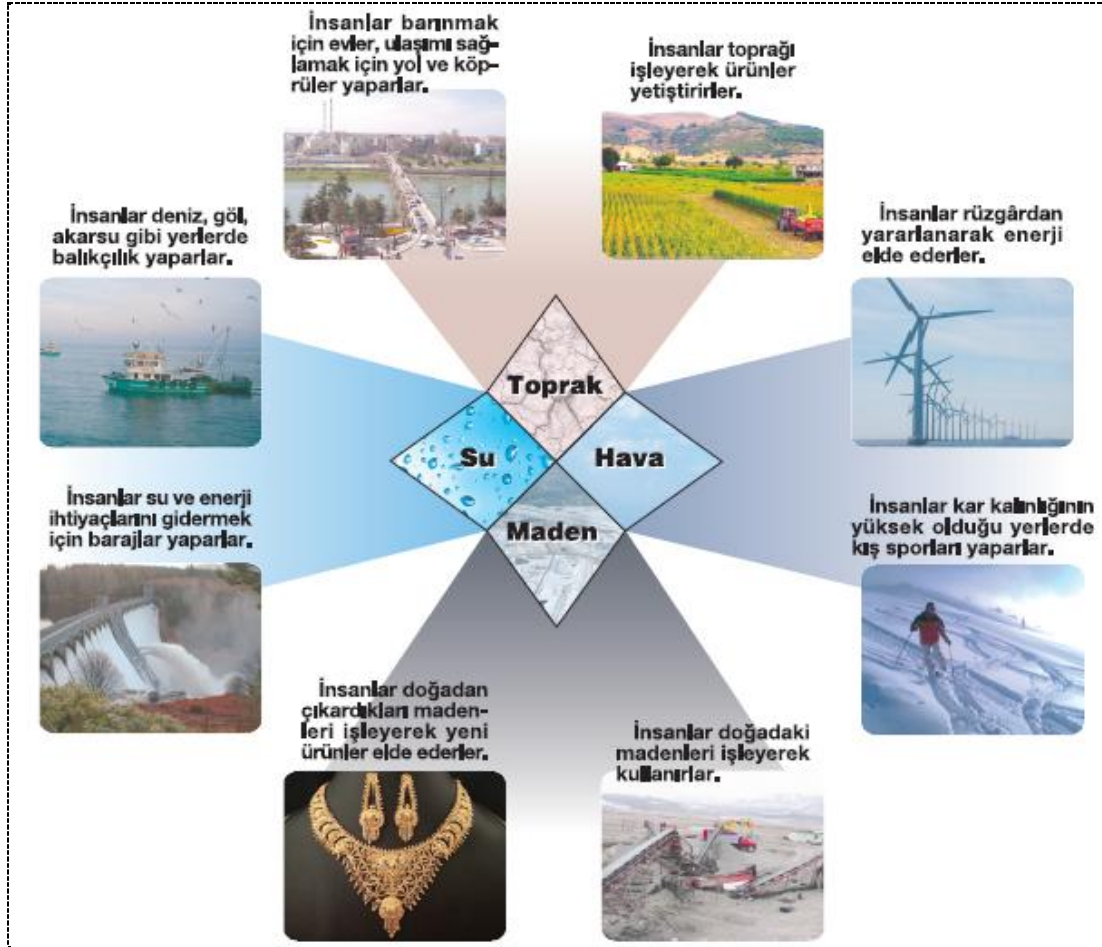 İnsanlar barınmak
için evler, ulaşımı sağ-
lamak için yol ve köp-
rüler yaparlar.
İnsanlar toprağı
işleyerek ürünler
yetiştirirler.
İnsanlar deniz, göl,
akarsu gibi yerlerde
balıkçılık yaparlar.
İnsanlar rüzgârdan
yararlanarak enerji
elde ederler.
Toprak
Su
Hava
Maden
İnsanlar su ve enerji
ihtiyaçlarını gidermek
için barajlar yaparlar.
İnsanlar kar kalınlığının
yüksek olduğu yerlerde
kış sporları yaparlar.
İnsanlar doğadan
çıkardıkları maden-
leri işleyerek yeni
ürünler elde ederler.
İnsanlar doğadaki
madenleri işleyerek
kullanırlar.